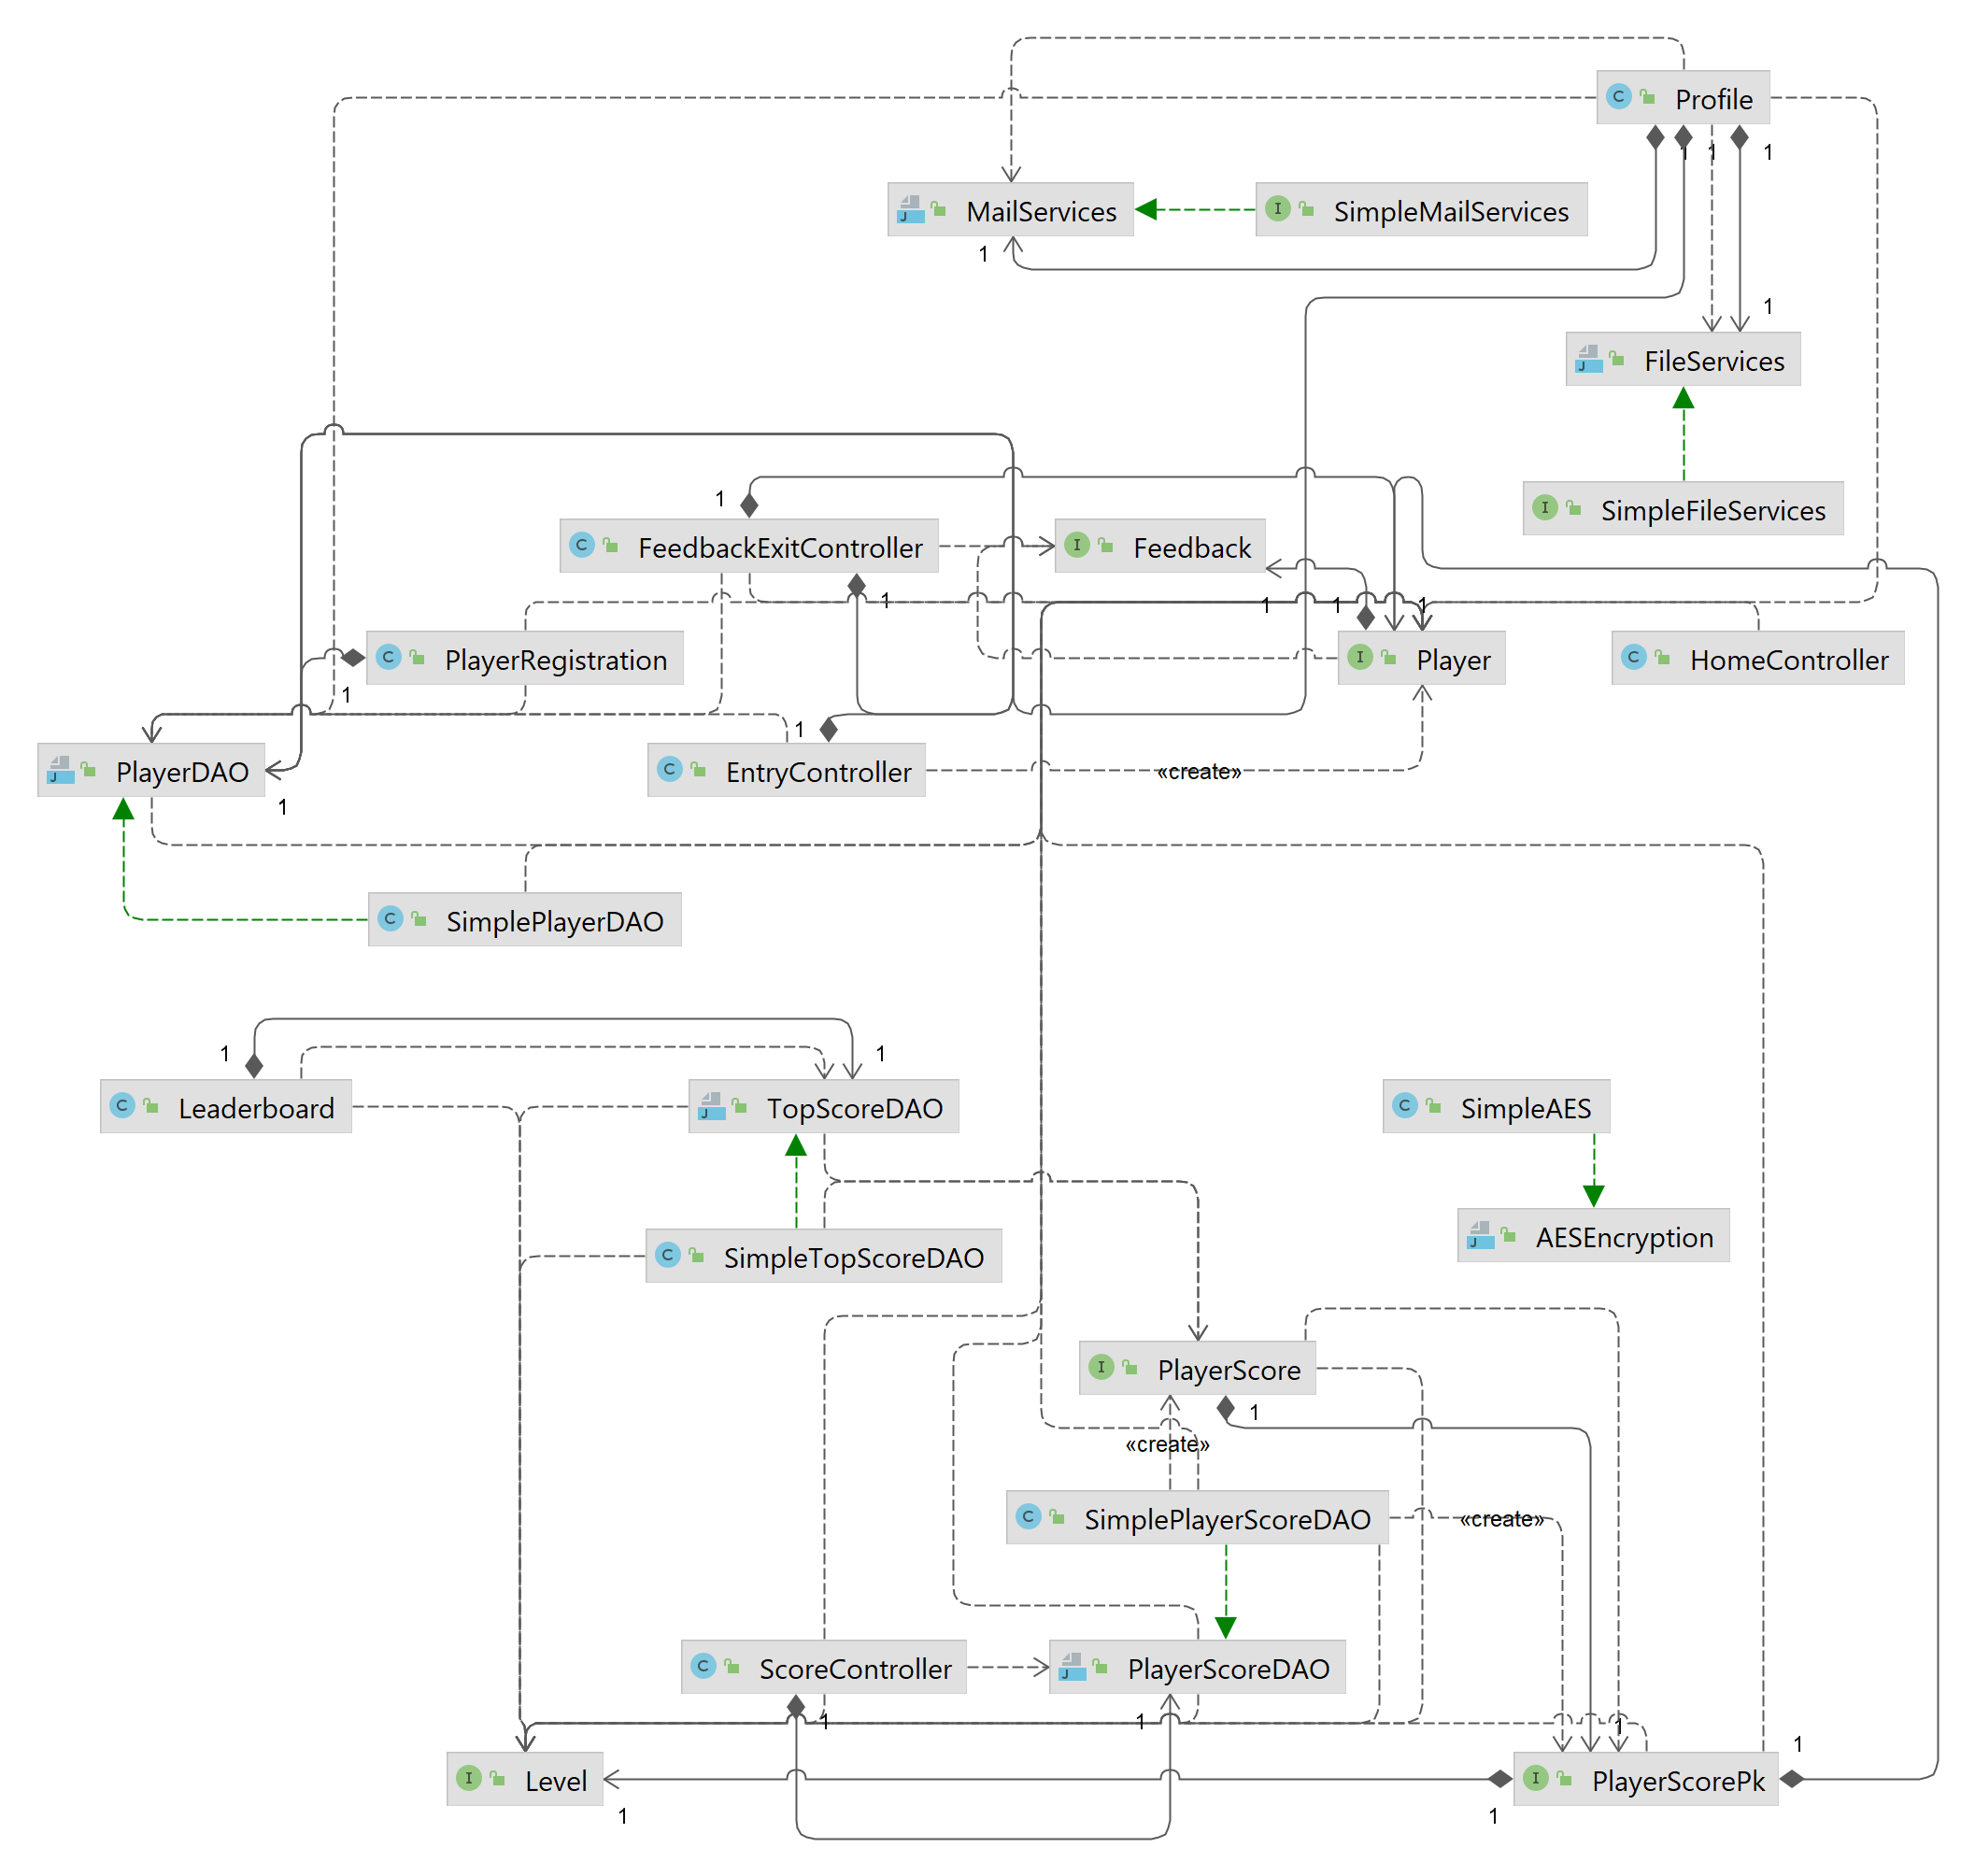 C Profile
1 1 1
J MailServices
I SimpleMailServices
1
1
J FileServices
1
I SimpleFileServices
C FeedbackExitController
I Feedback
1
1 1 1
C PlayerRegistration
I Player
C HomeController
1
1
J PlayerDAO
C EntryController
«create»
1
C SimplePlayerDAO
1
1
C Leaderboard
J TopScoreDAO
C SimpleAES
J AESEncryption
C SimpleTopScoreDAO
I PlayerScore
1
«create»
C SimplePlayerScoreDAO
«create»
C ScoreController
J PlayerScoreDAO
1
1
1
1
I Level
I PlayerScorePk
1
1